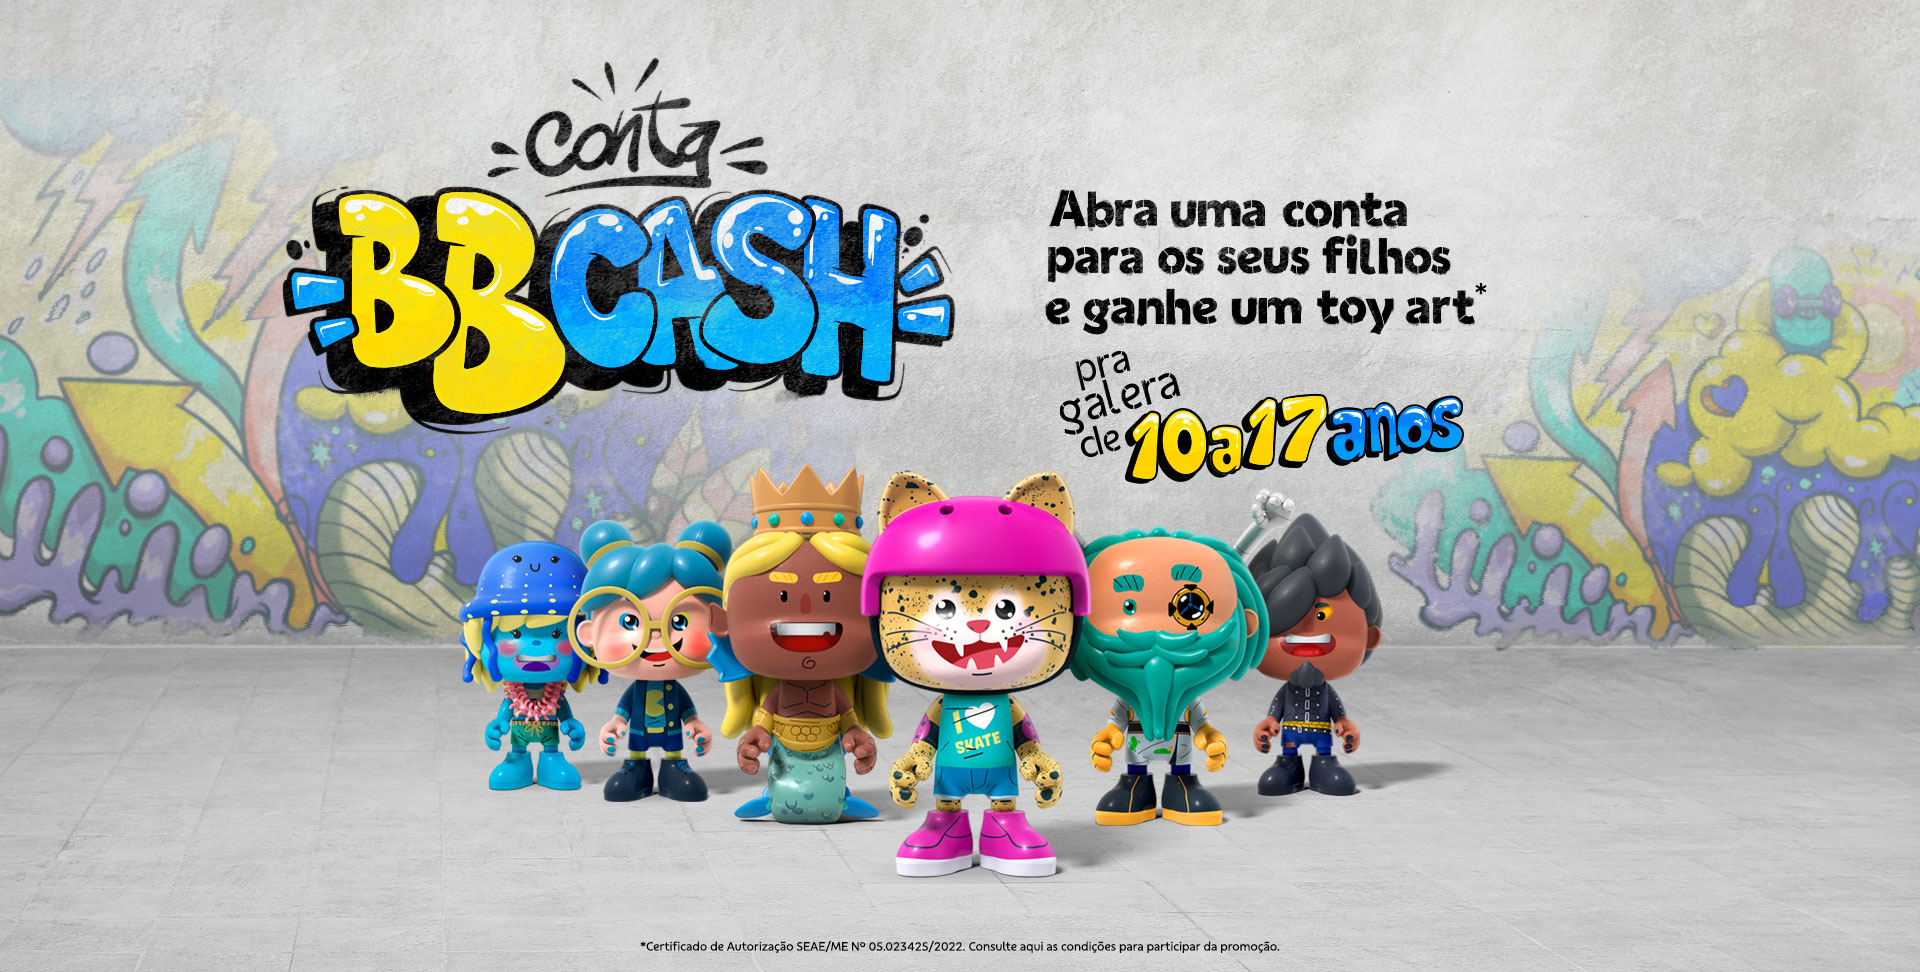 Conta
BB CASH
Abra uma conta
para os seus filhos
e ganhe um toy art*
pra
galera
de 10 a 17 anos
I
SKATE
*Certificado de Autorização SEAE/ME Nº 05.023425/2022. Consulte aqui as condições para participar da promoção.